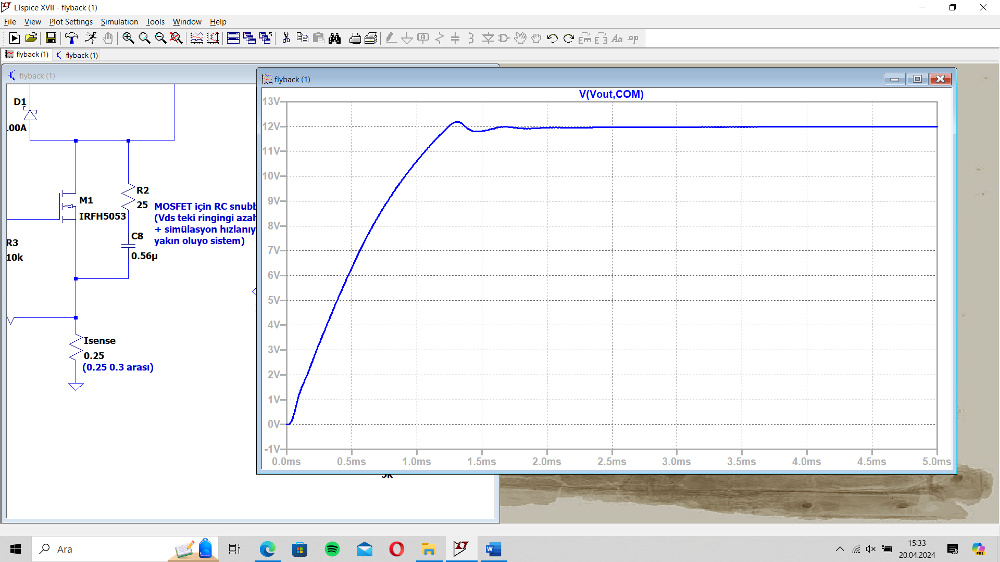 LTspice XVII - flyback (1)
File View Plot Settings Simulation Tools Window Help
flyback (1)
flyback (1)
flyback (1)
D1
100A
M1
IRFH5053
R2
25
MOSFET için RC snubb
(Vds teki ringingi azal
+ simülasyon hızlanıy
yakın oluyo sistem)
C8
0.56µ
R3
10k
Isense
0.25
(0.25 0.3 arası)
flyback (1)
V(Vout,COM)
13V
12V
11V
10V
9V
8V
7V
6V
5V
4V
3V
2V
1V
0V
-1V
0.0ms 0.5ms 1.0ms 1.5ms 2.0ms 2.5ms 3.0ms 3.5ms 4.0ms 4.5ms 5.0ms
Ara
15:33
20.04.2024
PRE